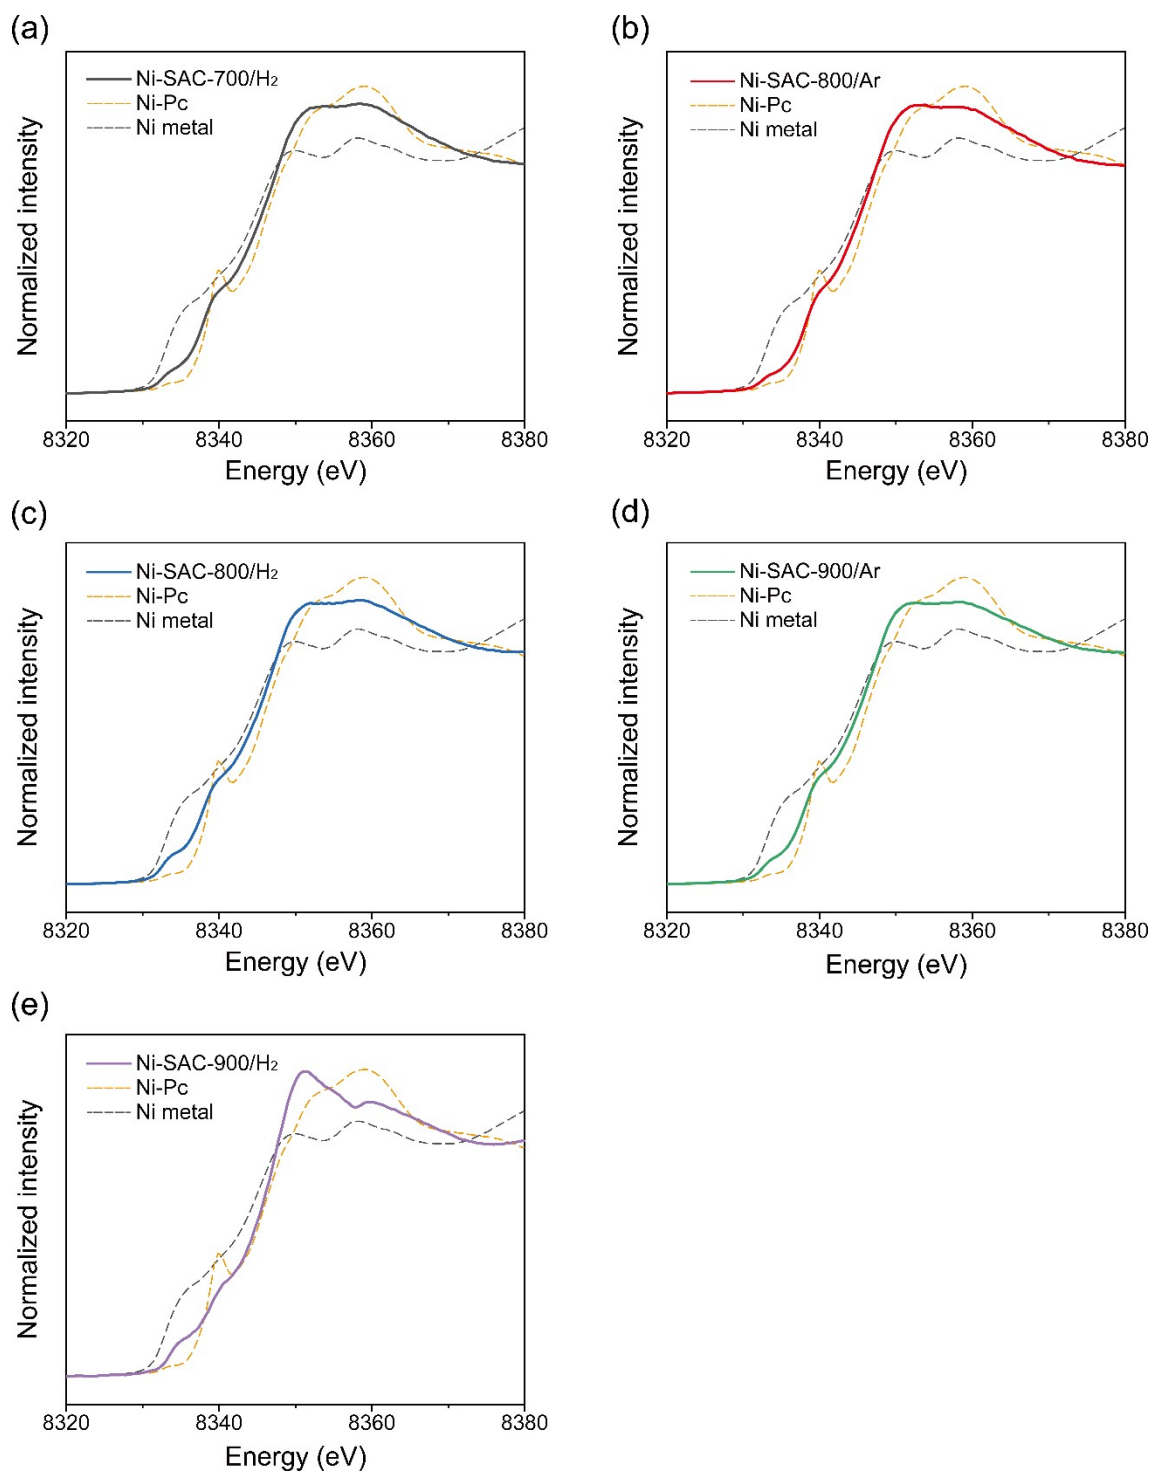 (a)
Ni-SAC-700/H₂
Ni-Pc
Ni metal
Normalized intensity
8320
8340
8360
8380
Energy (eV)
(b)
Ni-SAC-800/Ar
Ni-Pc
Ni metal
Normalized intensity
8320
8340
8360
8380
Energy (eV)
(c)
Ni-SAC-800/H₂
Ni-Pc
Ni metal
Normalized intensity
8320
8340
8360
8380
Energy (eV)
(d)
Ni-SAC-900/Ar
Ni-Pc
Ni metal
Normalized intensity
8320
8340
8360
8380
Energy (eV)
(e)
Ni-SAC-900/H₂
Ni-Pc
Ni metal
Normalized intensity
8320
8340
8360
8380
Energy (eV)